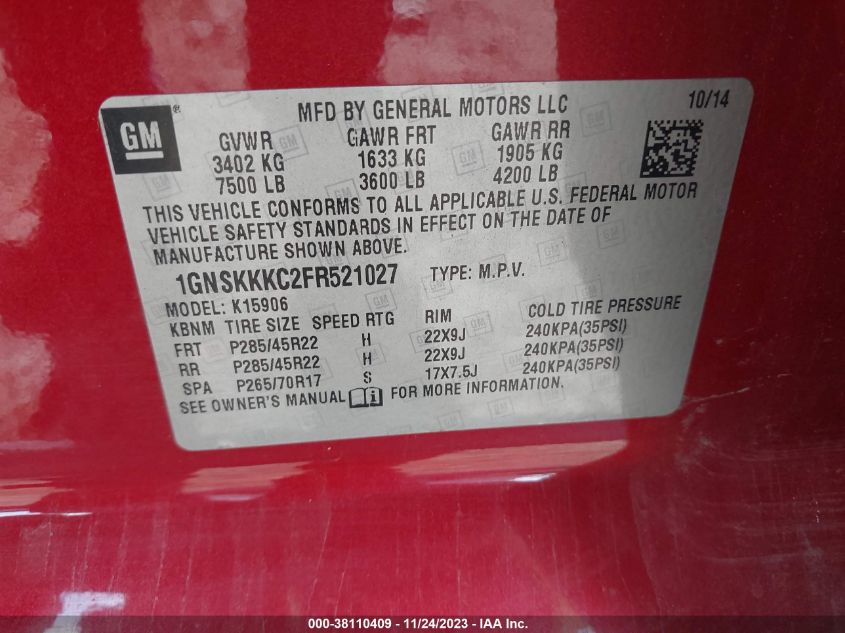 MFD BY GENERAL MOTORS LLC 10/14
GM ®
GVWR GAWR FRT GAWR RR
3402 KG 1633 KG 1905 KG
7500 LB 3600 LB 4200 LB
THIS VEHICLE CONFORMS TO ALL APPLICABLE U.S. FEDERAL MOTOR
VEHICLE SAFETY STANDARDS IN EFFECT ON THE DATE OF
MANUFACTURE SHOWN ABOVE.
1GNSKKKC2FR521027 TYPE: M.P.V.
MODEL: K15906
KBNM TIRE SIZE SPEED RTG RIM COLD TIRE PRESSURE
FRT P285/45R22 H 22X9J 240KPA(35PSI)
RR P285/45R22 H 22X9J 240KPA(35PSI)
SPA P265/70R17 S 17X7.5J 240KPA(35PSI)
SEE OWNER'S MANUAL i FOR MORE INFORMATION.
000-38110409 - 11/24/2023 - IAA Inc.